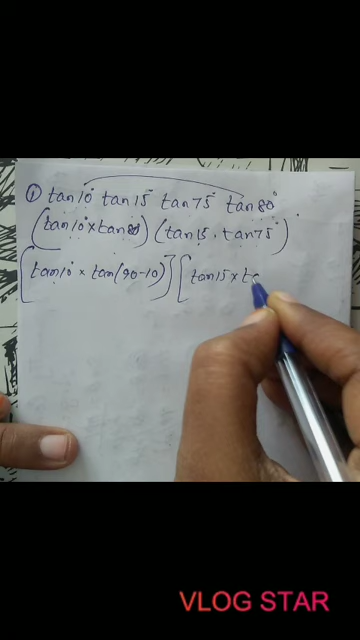 ① tan10° tan15° tan75° tan80°
(tan10° × tan80) (tan15 . tan75°)
[tan10° × tan(90-10)] [tan15 × ta
VLOG STAR